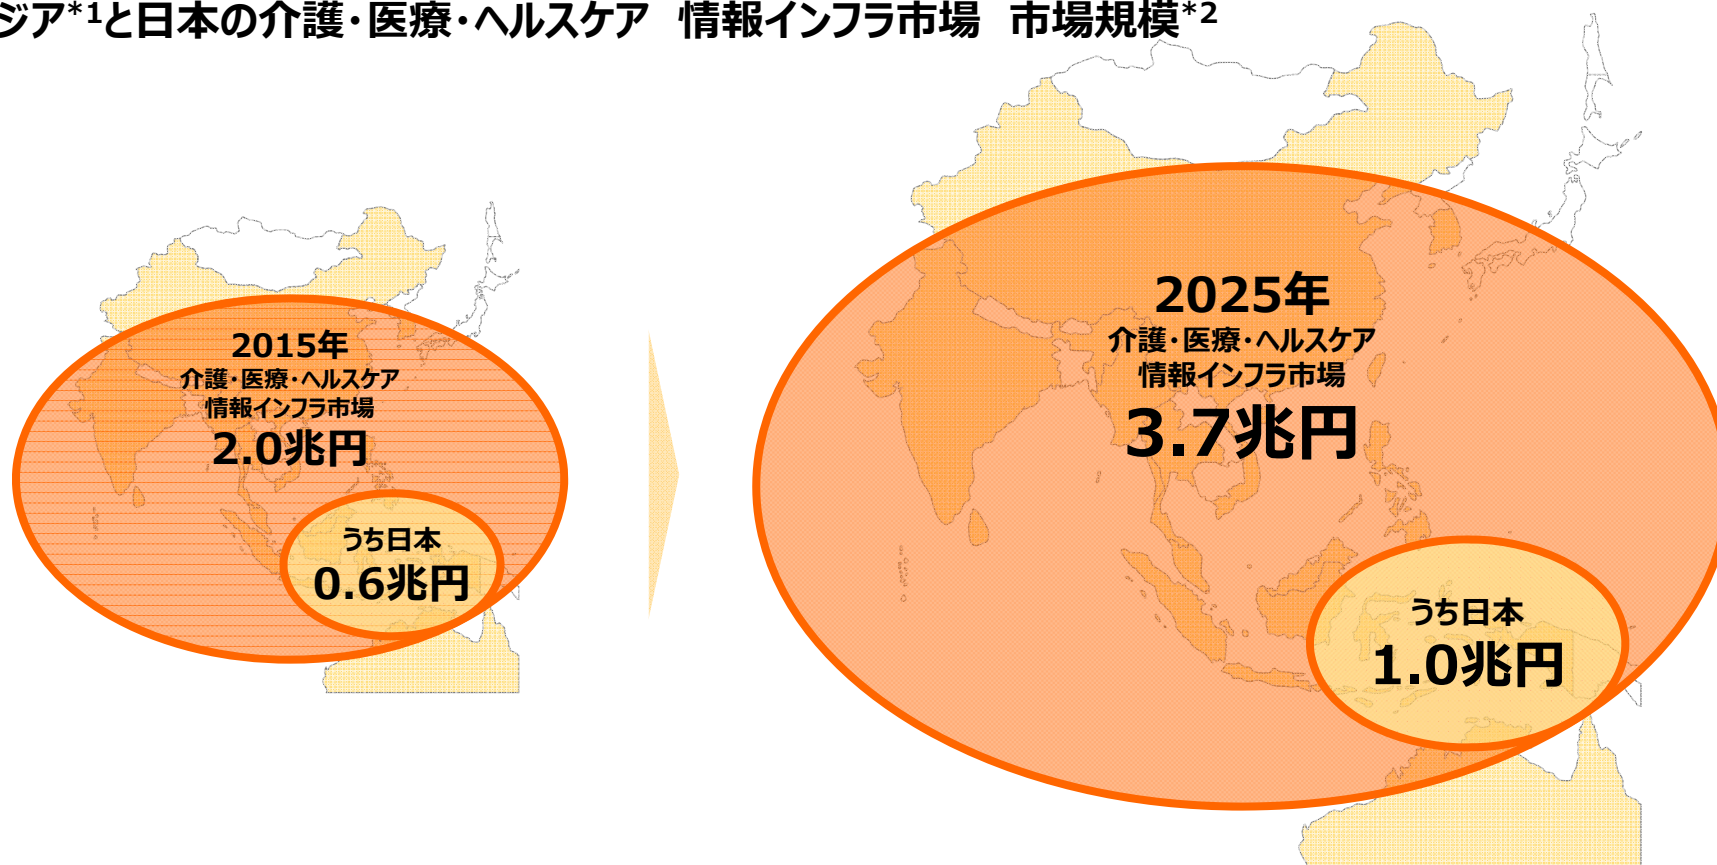 ジア*1と日本の介護・医療・ヘルスケア　情報インフラ市場　市場規模*2
2015年
介護・医療・ヘルスケア
情報インフラ市場
2.0兆円
うち日本
0.6兆円
2025年
介護・医療・ヘルスケア
情報インフラ市場
3.7兆円
うち日本
1.0兆円